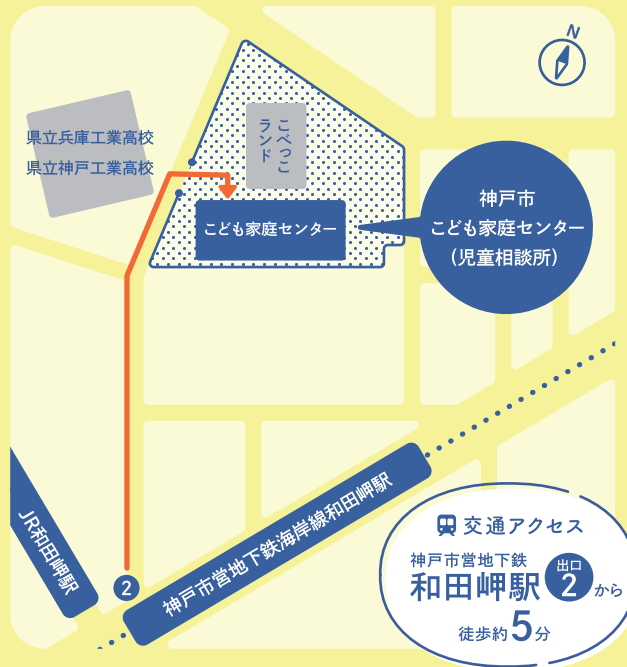 N
県立兵庫工業高校
県立神戸工業高校
こべっこ
ランド
こども家庭センター
神戸市
こども家庭センター
(児童相談所)
JR和田岬駅
2
神戸市営地下鉄海岸線和田岬駅
交通アクセス
神戸市営地下鉄
和田岬駅 出口2 から
徒歩約5分